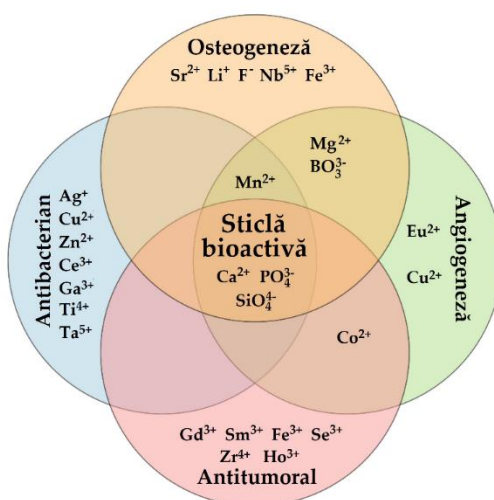 Osteogeneză
Sr²⁺ Li⁺ F⁻ Nb⁵⁺ Fe³⁺
Mg²⁺
BO₃³⁻
Mn²⁺
Antibacterian
Ag⁺
Cu²⁺
Zn²⁺
Ce³⁺
Ga³⁺
Ti⁴⁺
Ta⁵⁺
Sticlă
bioactivă
Ca²⁺ PO₄³⁻
SiO₄⁴⁻
Angiogeneză
Eu²⁺
Cu²⁺
Co²⁺
Gd³⁺ Sm³⁺ Fe³⁺ Se³⁺
Zr⁴⁺ Ho³⁺
Antitumoral